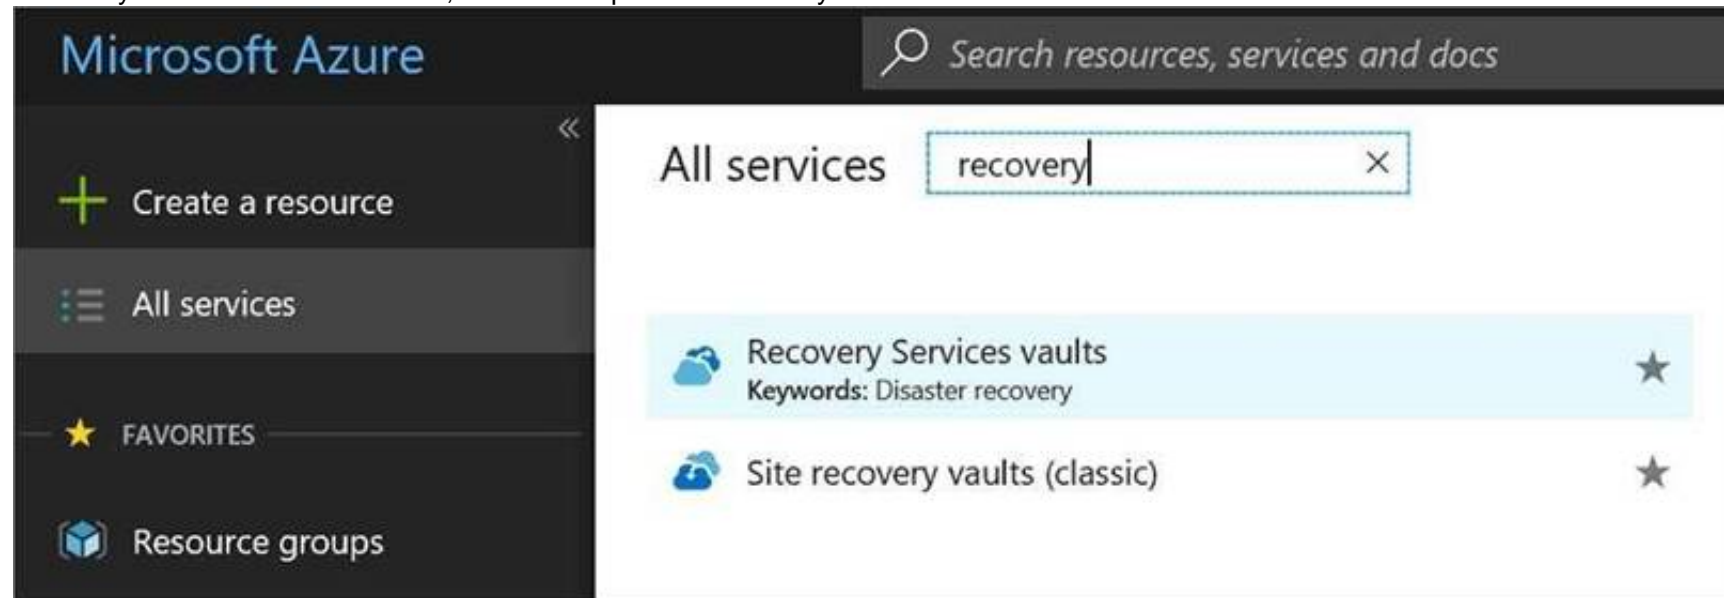 Microsoft Azure
Search resources, services and docs
All services
recovery
Create a resource
All services
Recovery Services vaults
Keywords: Disaster recovery
FAVORITES
Site recovery vaults (classic)
Resource groups